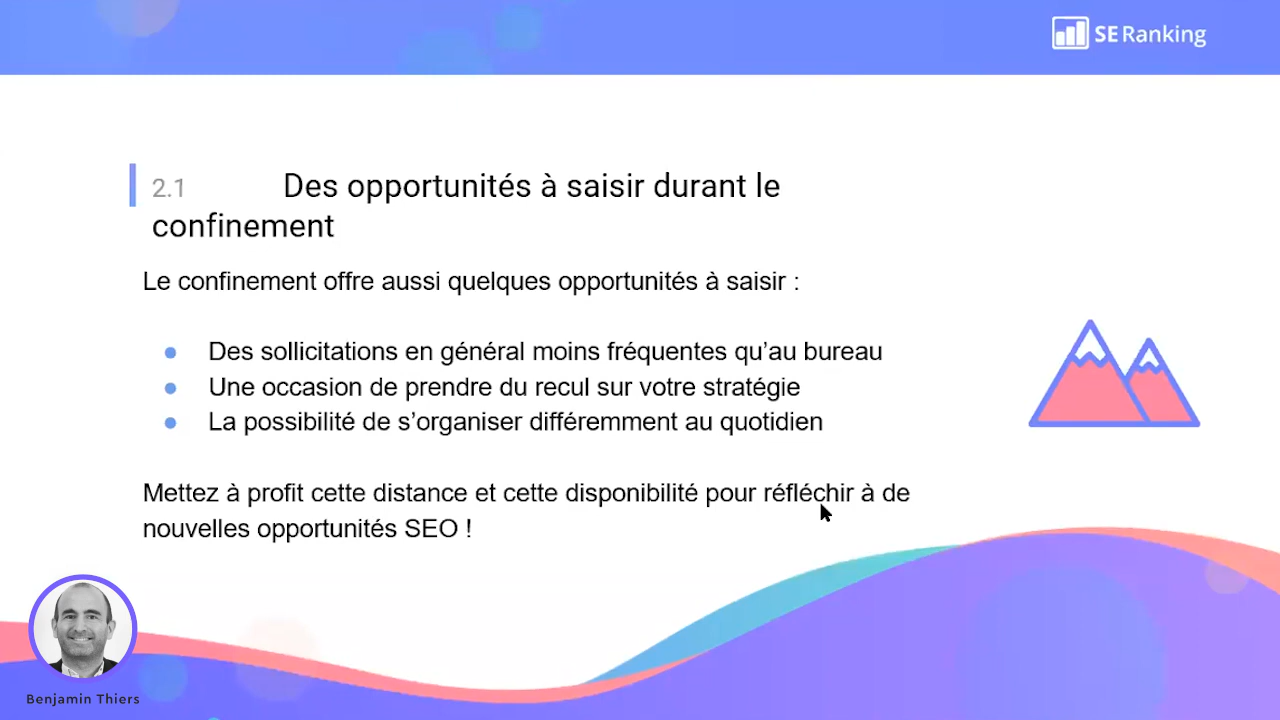 SE Ranking
2.1 Des opportunités à saisir durant le
confinement
Le confinement offre aussi quelques opportunités à saisir :
● Des sollicitations en général moins fréquentes qu’au bureau
● Une occasion de prendre du recul sur votre stratégie
● La possibilité de s’organiser différemment au quotidien
Mettez à profit cette distance et cette disponibilité pour réfléchir à de
nouvelles opportunités SEO !
Benjamin Thiers